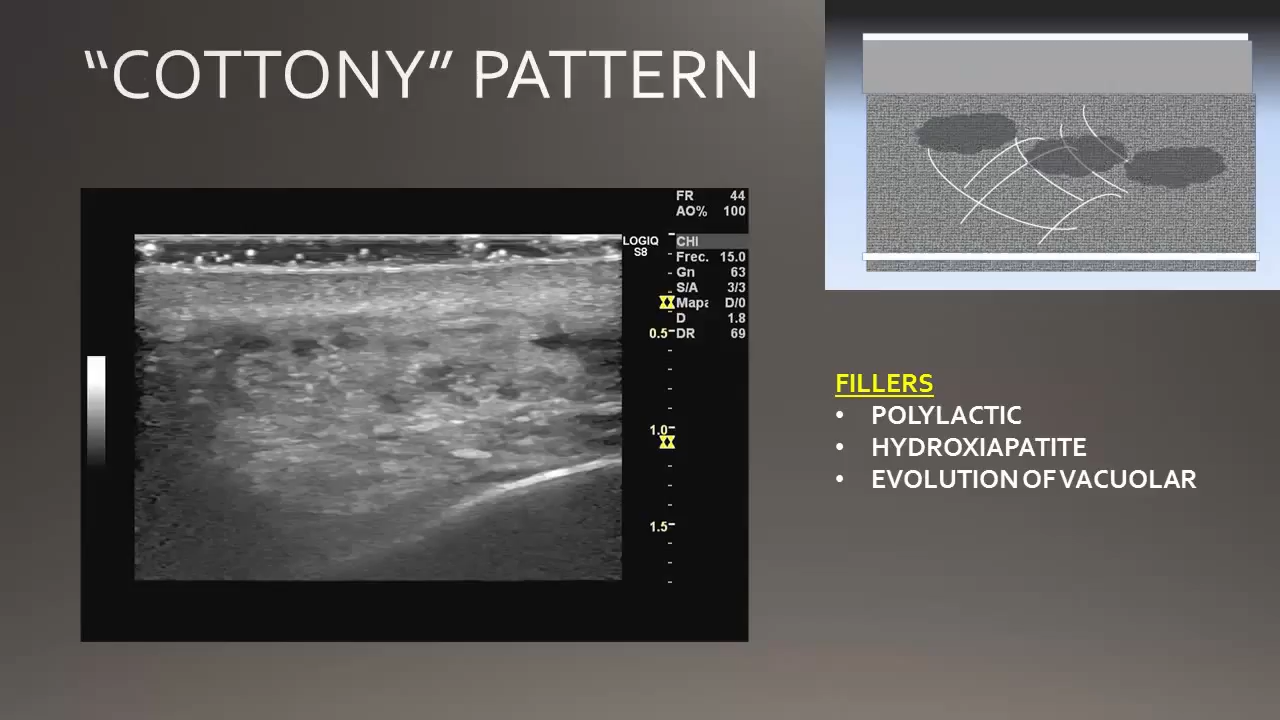 “COTTONY” PATTERN
FR 44
AO% 100
LOGIQ
S8
CHI
Frec. 15.0
Gn 63
S/A 3/3
Mapa D/0
D 1.8
DR 69
0.5
1.0
1.5
FILLERS
• POLYLACTIC
• HYDROXIAPATITE
• EVOLUTION OF VACUOLAR